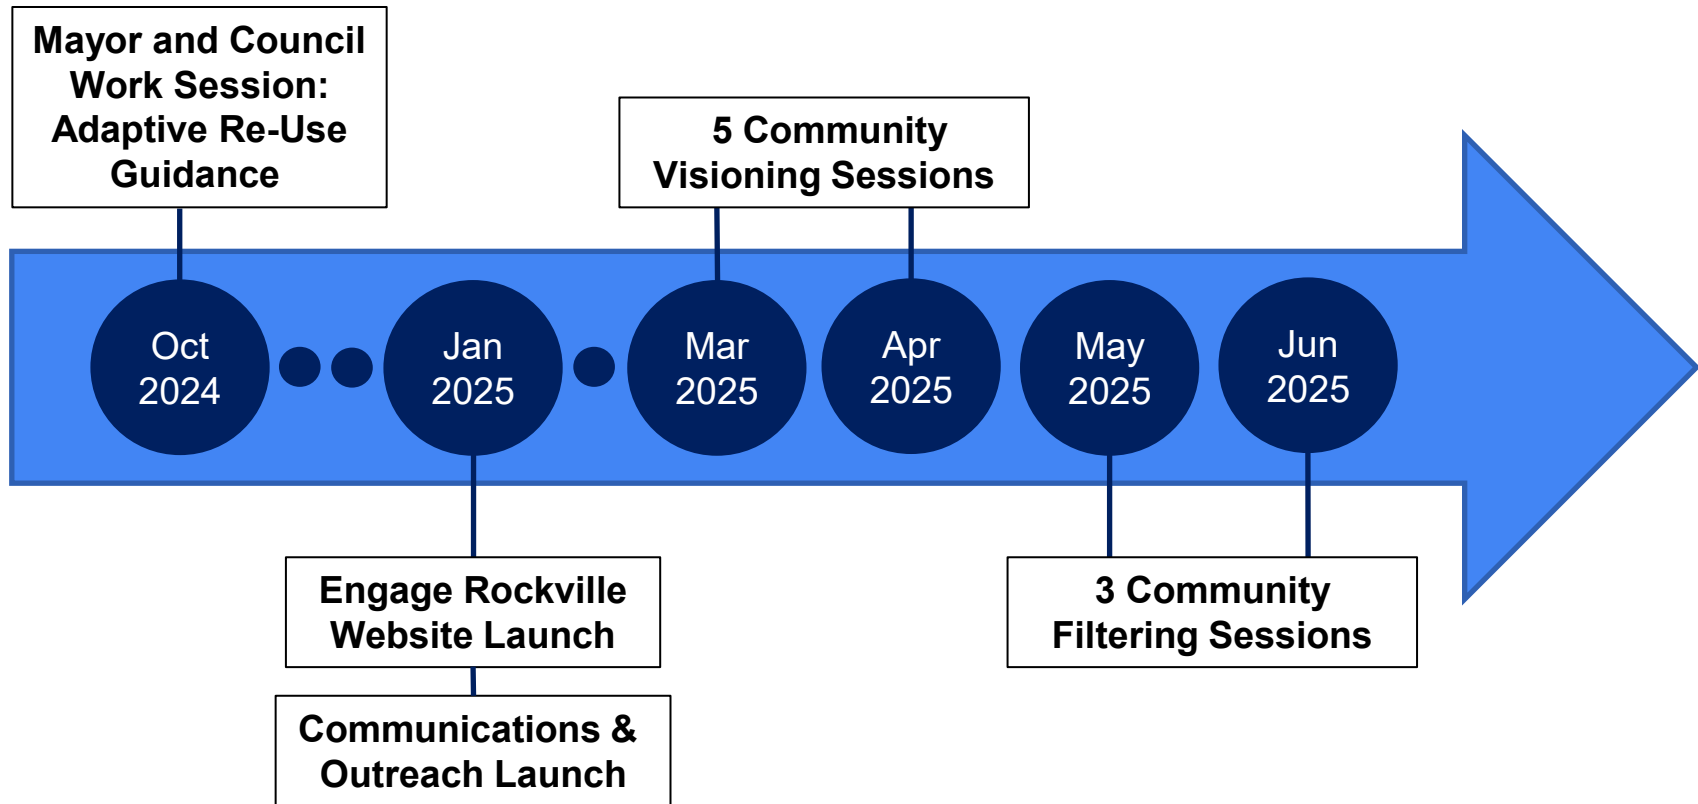 Mayor and Council
Work Session:
Adaptive Re-Use
Guidance
5 Community
Visioning Sessions
Oct
2024
Jan
2025
Mar
2025
Apr
2025
May
2025
Jun
2025
Engage Rockville
Website Launch
3 Community
Filtering Sessions
Communications &
Outreach Launch